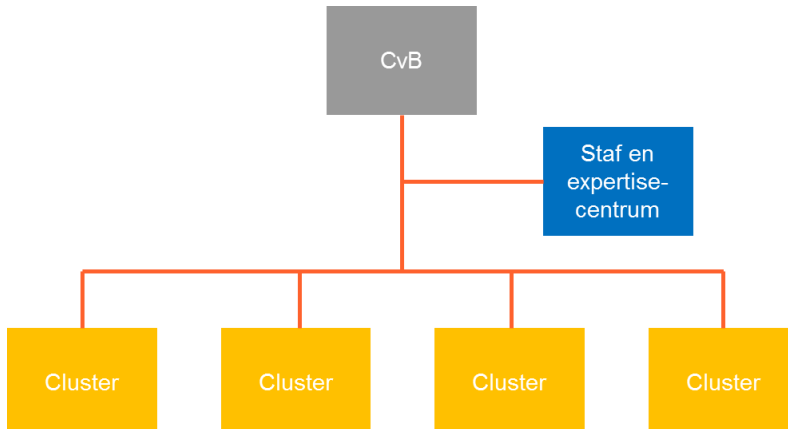 CvB
Staf en
expertise-
centrum
Cluster
Cluster
Cluster
Cluster